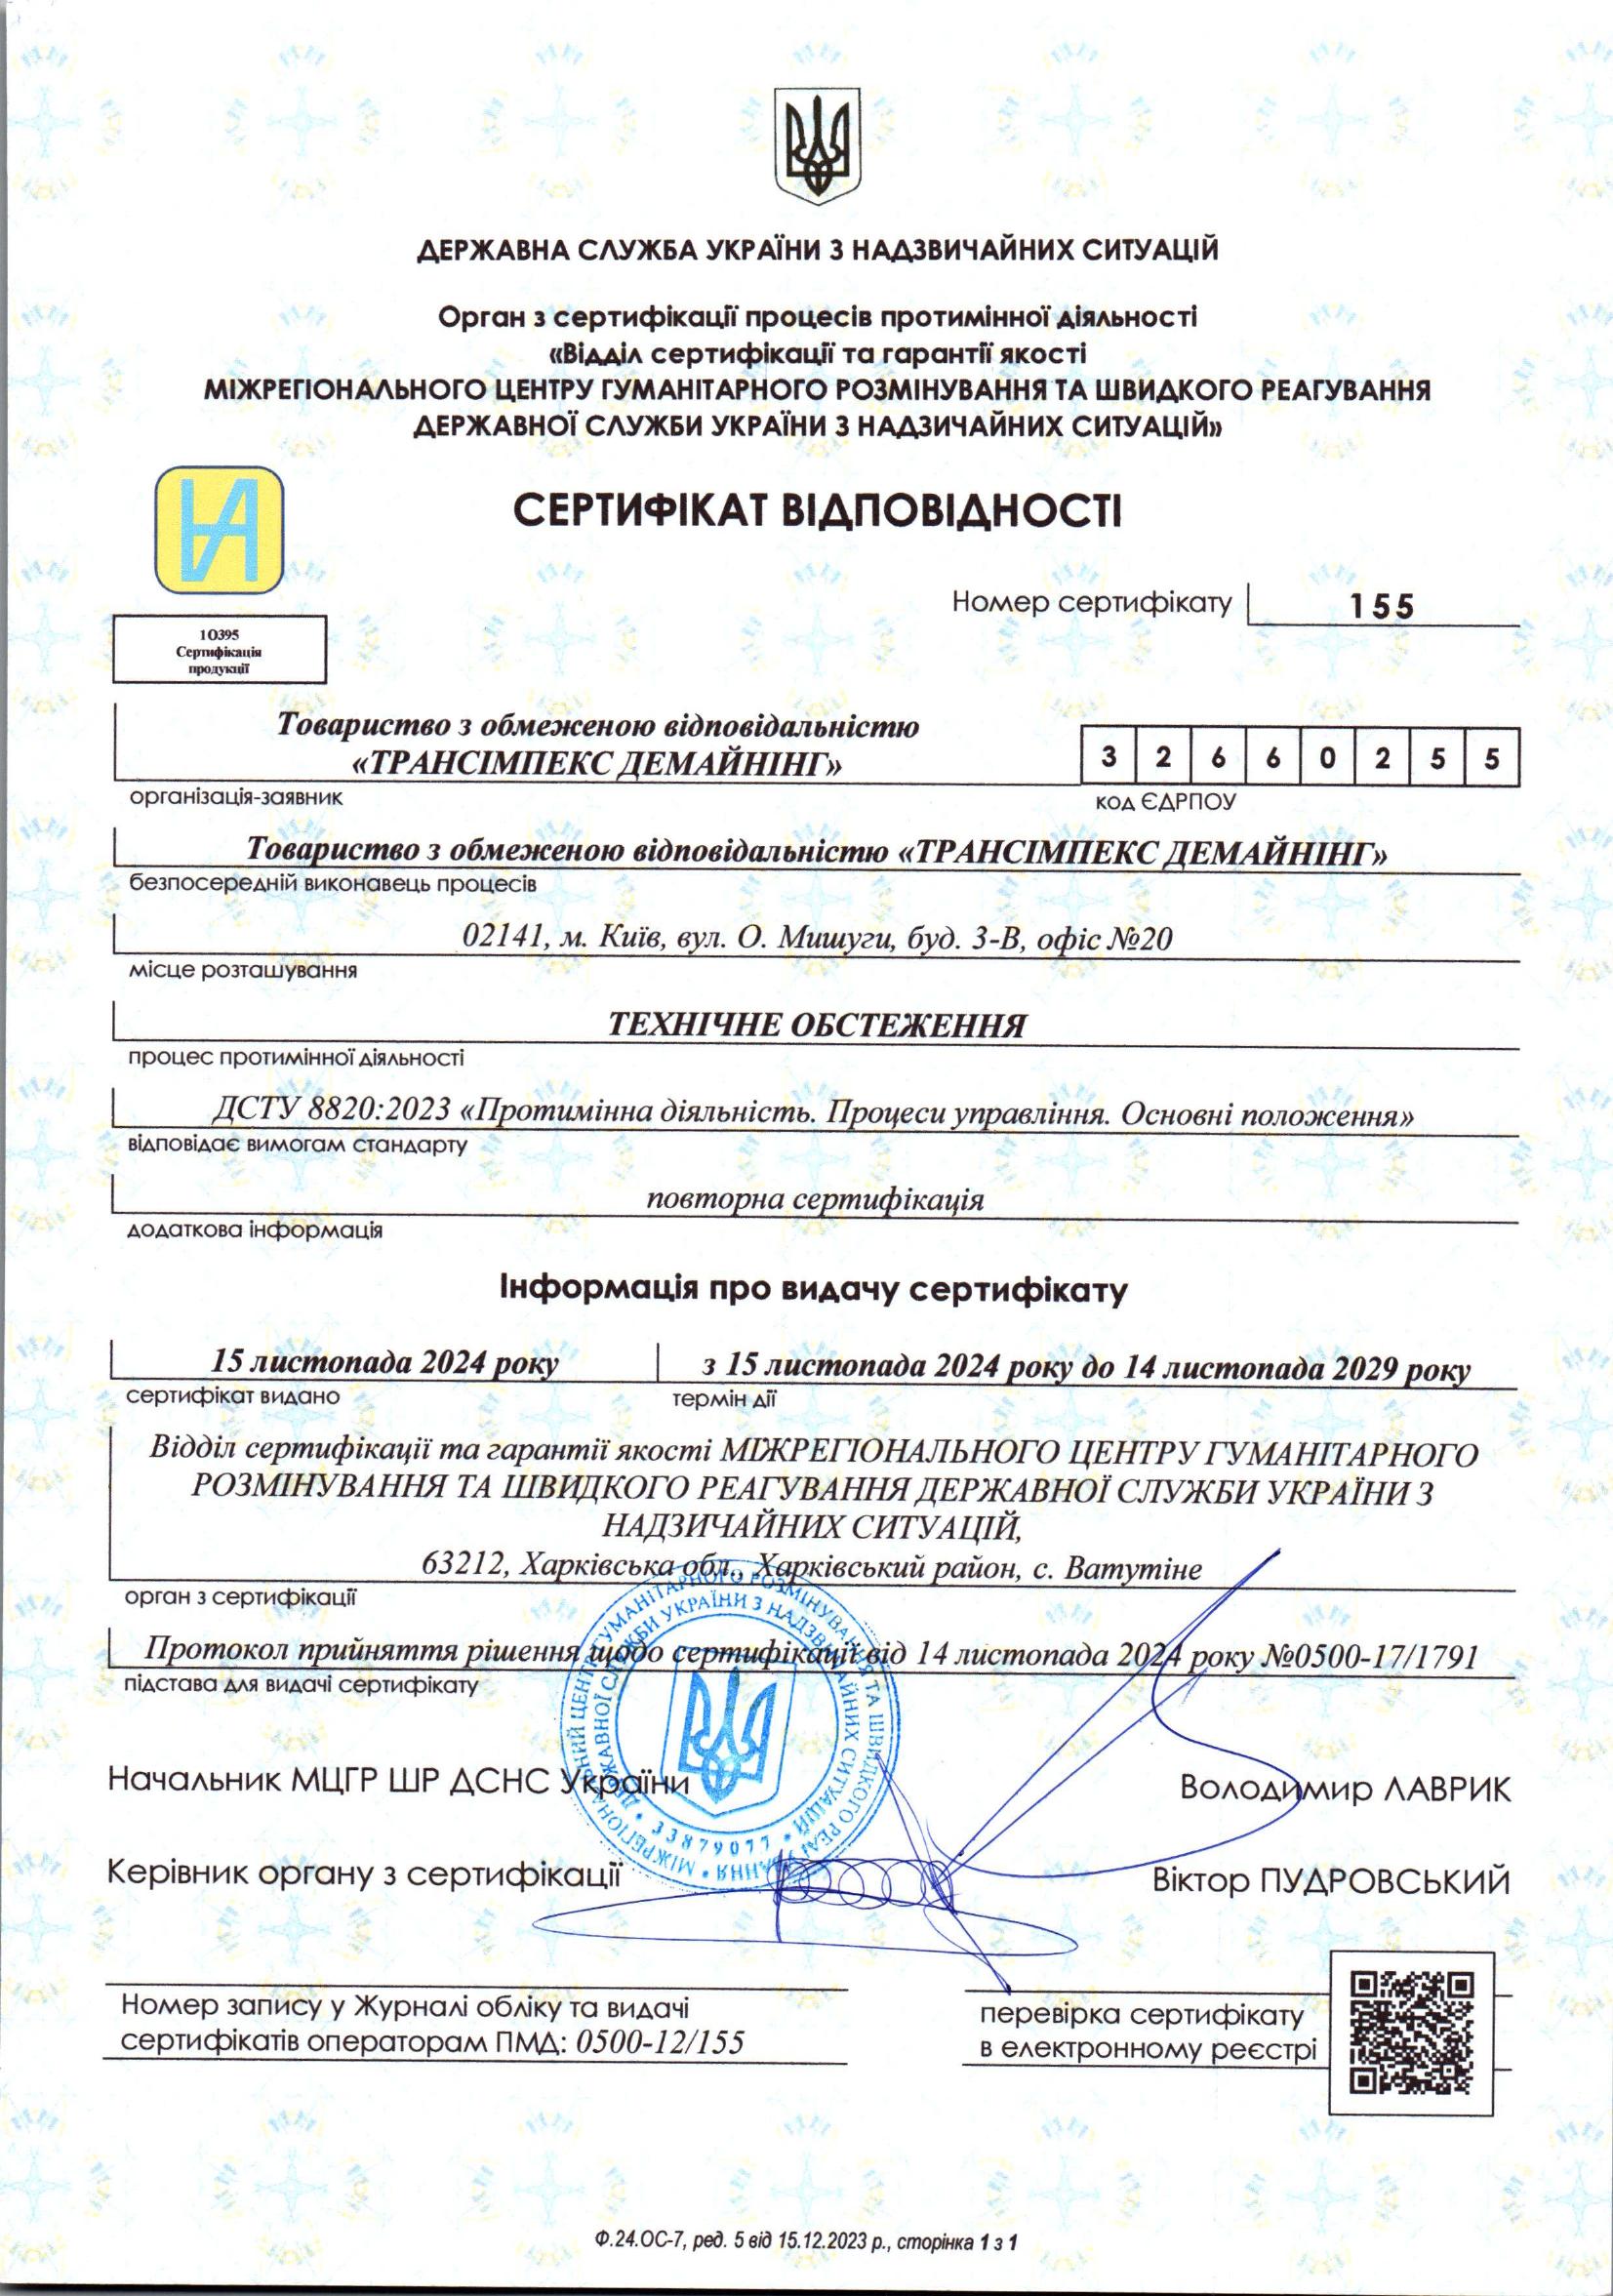 ДЕРЖАВНА СЛУЖБА УКРАЇНИ З НАДЗВИЧАЙНИХ СИТУАЦІЙ
Орган з сертифікації процесів протимінної діяльності
«Відділ сертифікації та гарантії якості
МІЖРЕГІОНАЛЬНОГО ЦЕНТРУ ГУМАНІТАРНОГО РОЗМІНУВАННЯ ТА ШВИДКОГО РЕАГУВАННЯ
ДЕРЖАВНОЇ СЛУЖБИ УКРАЇНИ З НАДЗИЧАЙНИХ СИТУАЦІЙ»
СЕРТИФІКАТ ВІДПОВІДНОСТІ
Номер сертифікату 155
1О395
Сертифікація
продукції
Товариство з обмеженою відповідальністю
«ТРАНСІМПЕКС ДЕМАЙНІНГ»
3 2 6 6 0 2 5 5
організація-заявник
код ЄДРПОУ
Товариство з обмеженою відповідальністю «ТРАНСІМПЕКС ДЕМАЙНІНГ»
безпосередній виконавець процесів
02141, м. Київ, вул. О. Мишуги, буд. 3-В, офіс №20
місце розташування
ТЕХНІЧНЕ ОБСТЕЖЕННЯ
процес протимінної діяльності
ДСТУ 8820:2023 «Протимінна діяльність. Процеси управління. Основні положення»
відповідає вимогам стандарту
повторна сертифікація
додаткова інформація
Інформація про видачу сертифікату
15 листопада 2024 року
з 15 листопада 2024 року до 14 листопада 2029 року
сертифікат видано
термін дії
Відділ сертифікації та гарантії якості МІЖРЕГІОНАЛЬНОГО ЦЕНТРУ ГУМАНІТАРНОГО
РОЗМІНУВАННЯ ТА ШВИДКОГО РЕАГУВАННЯ ДЕРЖАВНОЇ СЛУЖБИ УКРАЇНИ З
НАДЗИЧАЙНИХ СИТУАЦІЙ,
63212, Харківська обл., Харківський район, с. Ватутіне
орган з сертифікації
Протокол прийняття рішення щодо сертифікації від 14 листопада 2024 року №0500-17/1791
підстава для видачі сертифікату
МІЖРЕГІОНАЛЬНИЙ ЦЕНТР ГУМАНІТАРНОГО РОЗМІНУВАННЯ ТА ШВИДКОГО РЕАГУВАННЯ
ДЕРЖАВНОЇ СЛУЖБИ УКРАЇНИ З НАДЗВИЧАЙНИХ СИТУАЦІЙ
33879077
Начальник МЦГР ШР ДСНС України
Володимир ЛАВРИК
Керівник органу з сертифікації
Віктор ПУДРОВСЬКИЙ
Номер запису у Журналі обліку та видачі
сертифікатів операторам ПМД: 0500-12/155
перевірка сертифікату
в електронному реєстрі
Ф.24.ОС-7, ред. 5 від 15.12.2023 р., сторінка 1 з 1